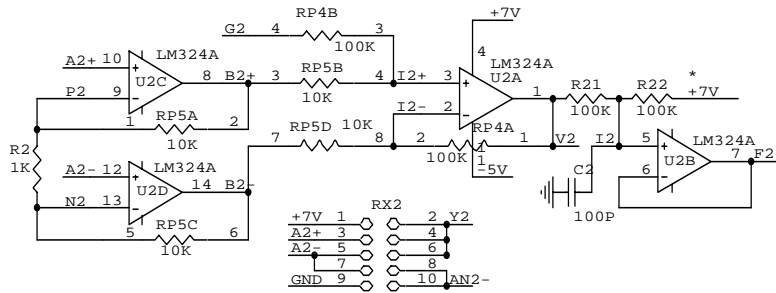 G2 4 RP4B 3 +7V
100K
A2+ 10 LM324A 4 LM324A
U2C 8 B2+ 3 RP5B 4 I2+ 3 U2A 1 R21 R22 *
+7V
P2 9 10K I2- 2 100K 100K
1 RP5A 2
10K RP5D 10K RP4A
R2 7 8 2 1 V2 I2 5 LM324A
1K 100K 1 1
A2- 12 LM324A -5V C2 U2B 7 F2
U2D 14 B2- 6
N2 13 100P
5 RP5C 6 RX2
10K +7V 1 2 Y2
A2+ 3 4
A2- 5 6
7 8
GND 9 10 AN2-